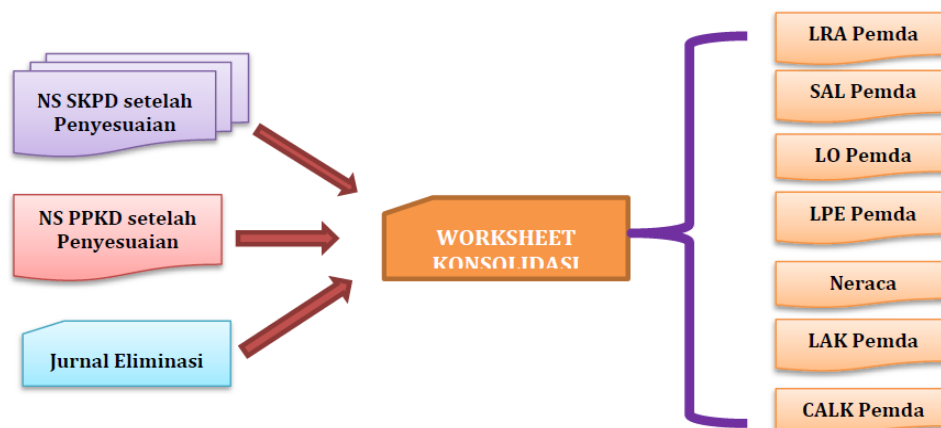 NS SKPD setelah
Penyesuaian
NS PPKD setelah
Penyesuaian
Jurnal Eliminasi
WORKSHEET
KONSOLIDASI
LRA Pemda
SAL Pemda
LO Pemda
LPE Pemda
Neraca
LAK Pemda
CALK Pemda